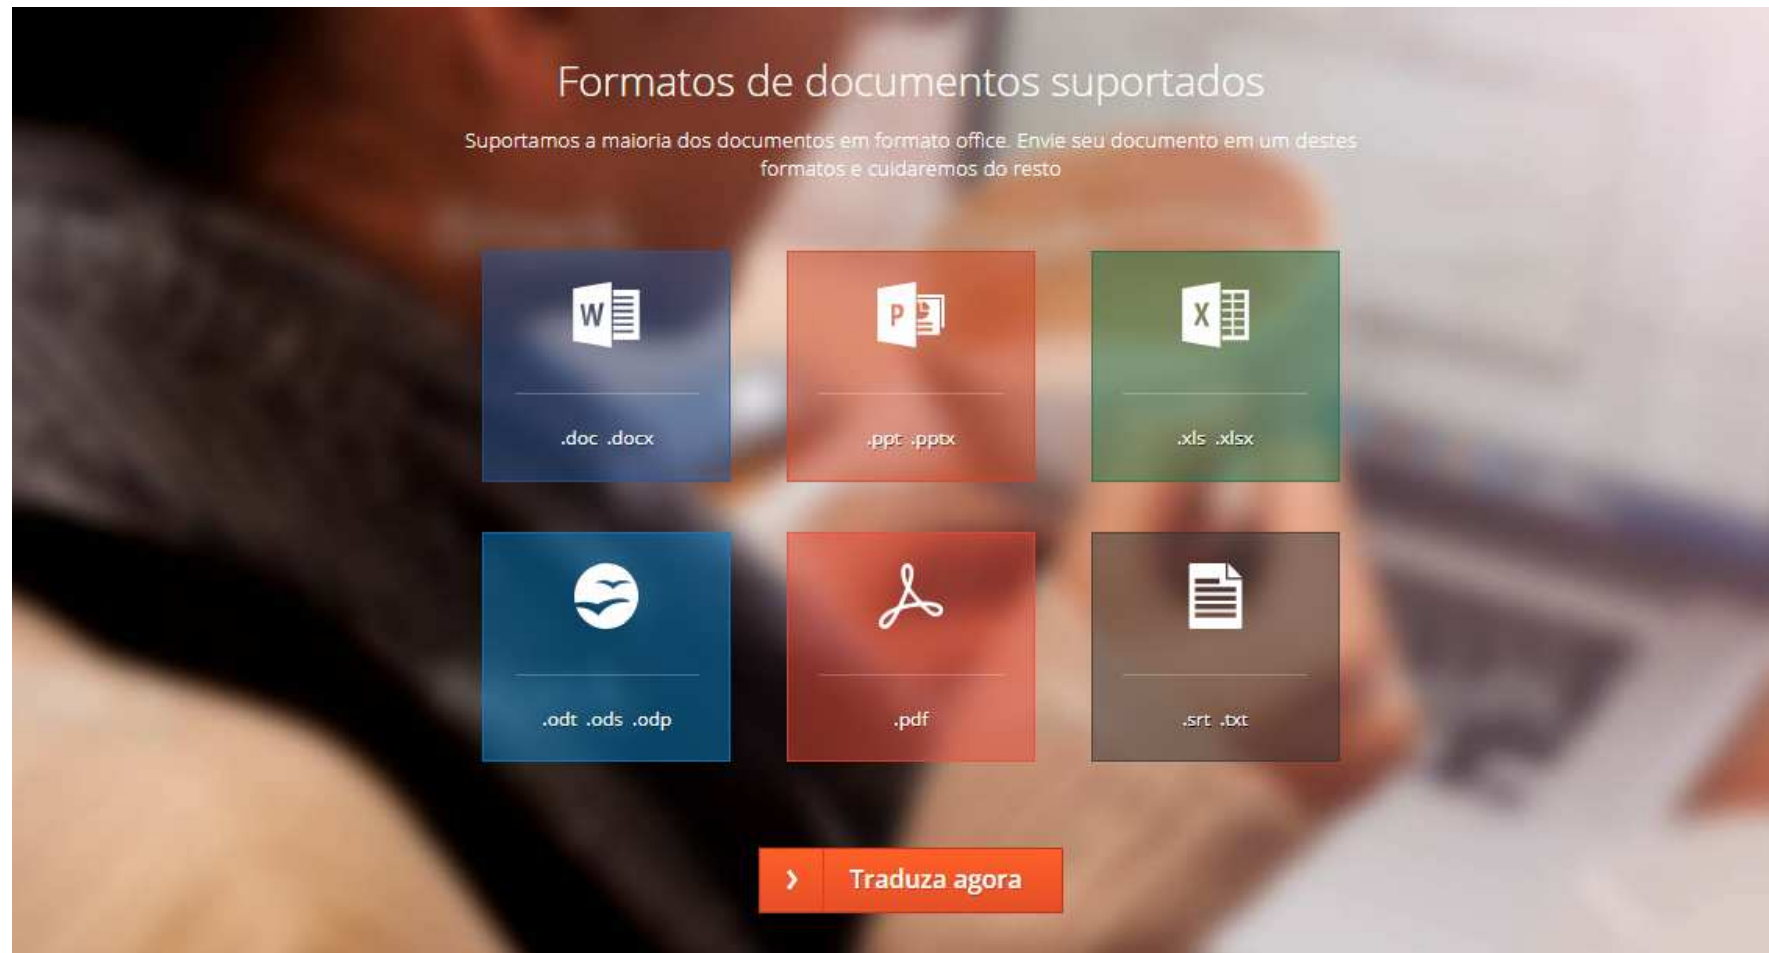 Formatos de documentos suportados
Suportamos a maioria dos documentos em formato office. Envie seu documento em um destes
formatos e cuidaremos do resto
W
P
X
.doc .docx
.ppt .pptx
.xls .xlsx
.odt .ods .odp
.pdf
.srt .txt
Traduza agora